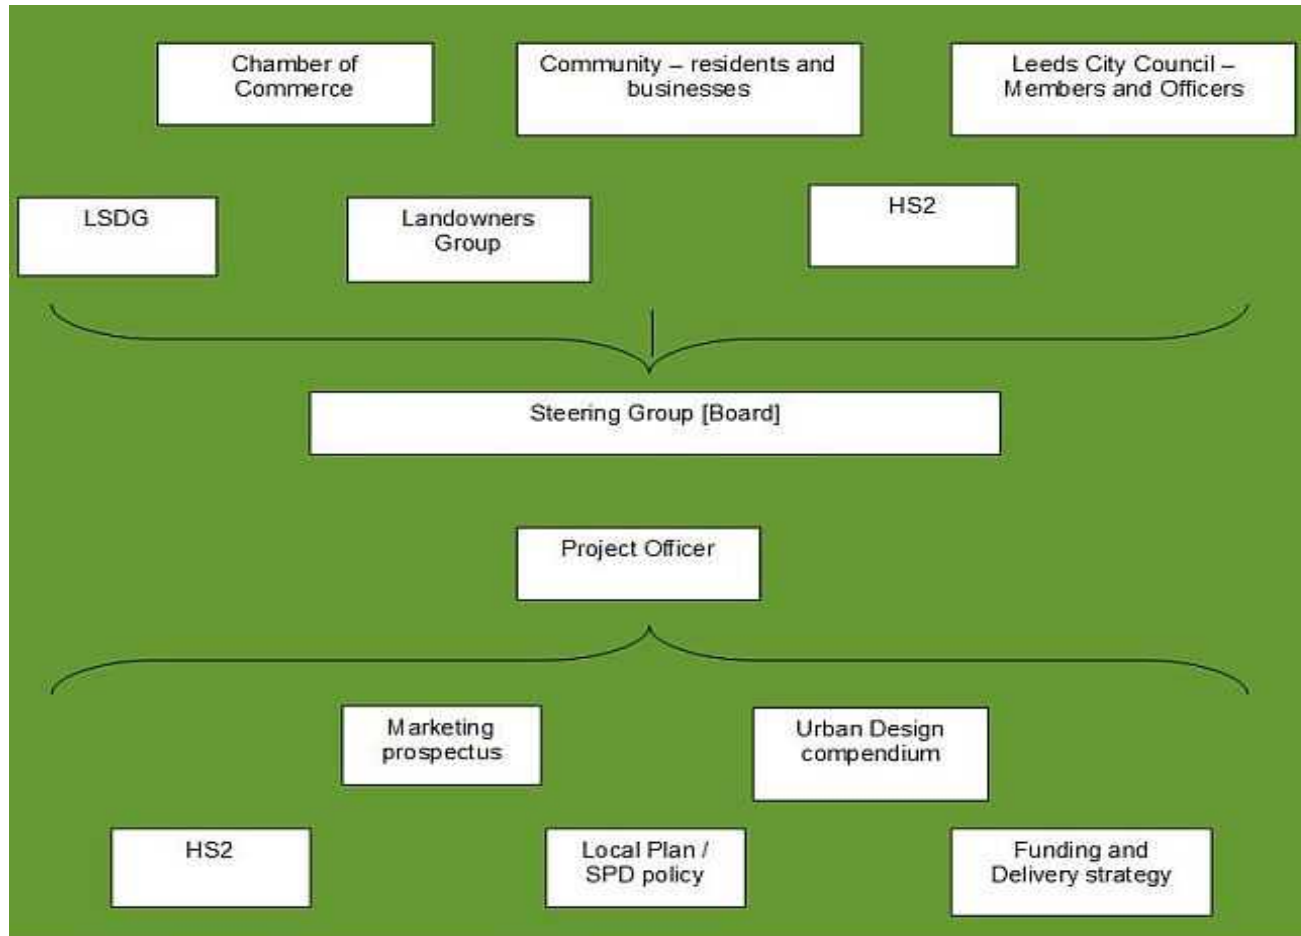 Chamber of
Commerce
Community – residents and
businesses
Leeds City Council –
Members and Officers
LSDG
Landowners
Group
HS2
Steering Group [Board]
Project Officer
Marketing
prospectus
Urban Design
compendium
HS2
Local Plan /
SPD policy
Funding and
Delivery strategy